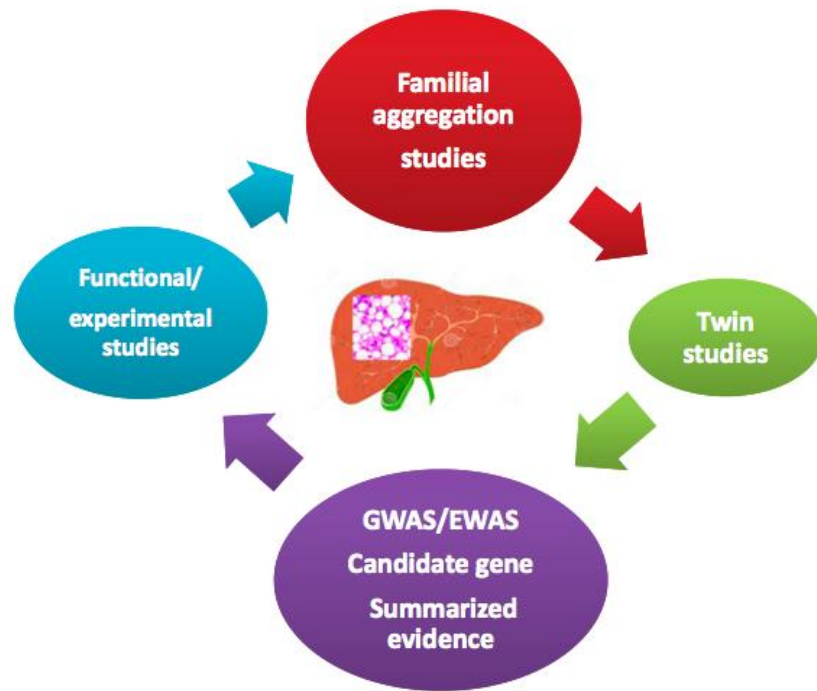 Familial
aggregation
studies
Functional/
experimental
studies
Twin
studies
GWAS/EWAS
Candidate gene
Summarized
evidence